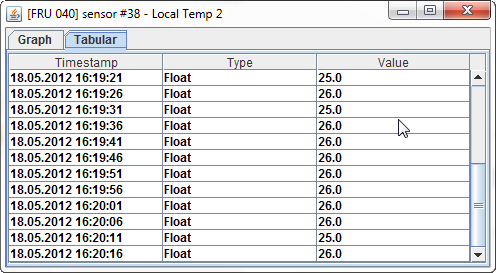 [FRU 040] sensor #38 - Local Temp 2
Graph Tabular
Timestamp Type Value
18.05.2012 16:19:21 Float 25.0
18.05.2012 16:19:26 Float 26.0
18.05.2012 16:19:31 Float 25.0
18.05.2012 16:19:36 Float 26.0
18.05.2012 16:19:41 Float 26.0
18.05.2012 16:19:46 Float 26.0
18.05.2012 16:19:51 Float 26.0
18.05.2012 16:19:56 Float 26.0
18.05.2012 16:20:01 Float 26.0
18.05.2012 16:20:06 Float 26.0
18.05.2012 16:20:11 Float 25.0
18.05.2012 16:20:16 Float 26.0